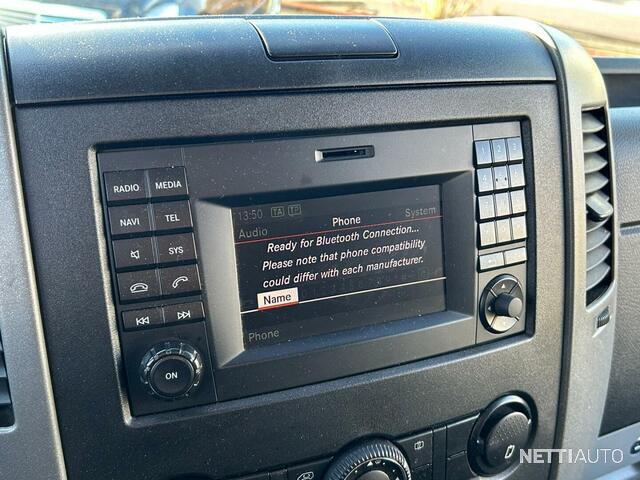 RADIO MEDIA
NAVI TEL
SYS
ON
13:50 TA TP
Phone
Audio System
Ready for Bluetooth Connection...
Please note that phone compatibility
could differ with each manufacturer.
Name
Phone
NETTIAUTO